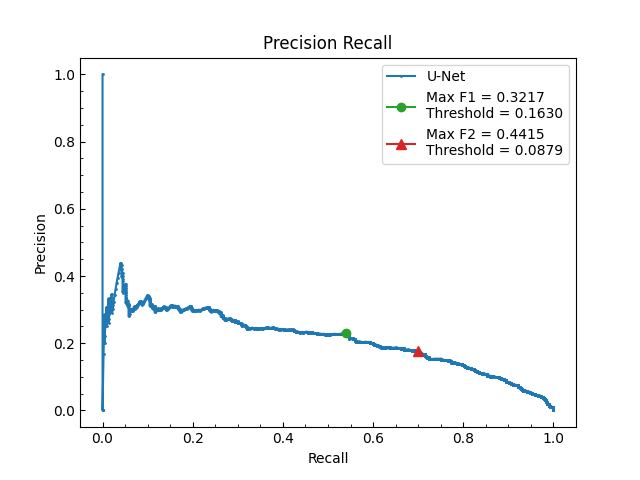 Precision Recall
U-Net
Max F1 = 0.3217
Threshold = 0.1630
Max F2 = 0.4415
Threshold = 0.0879
Precision
1.0
0.8
0.6
0.4
0.2
0.0
0.0 0.2 0.4 0.6 0.8 1.0
Recall